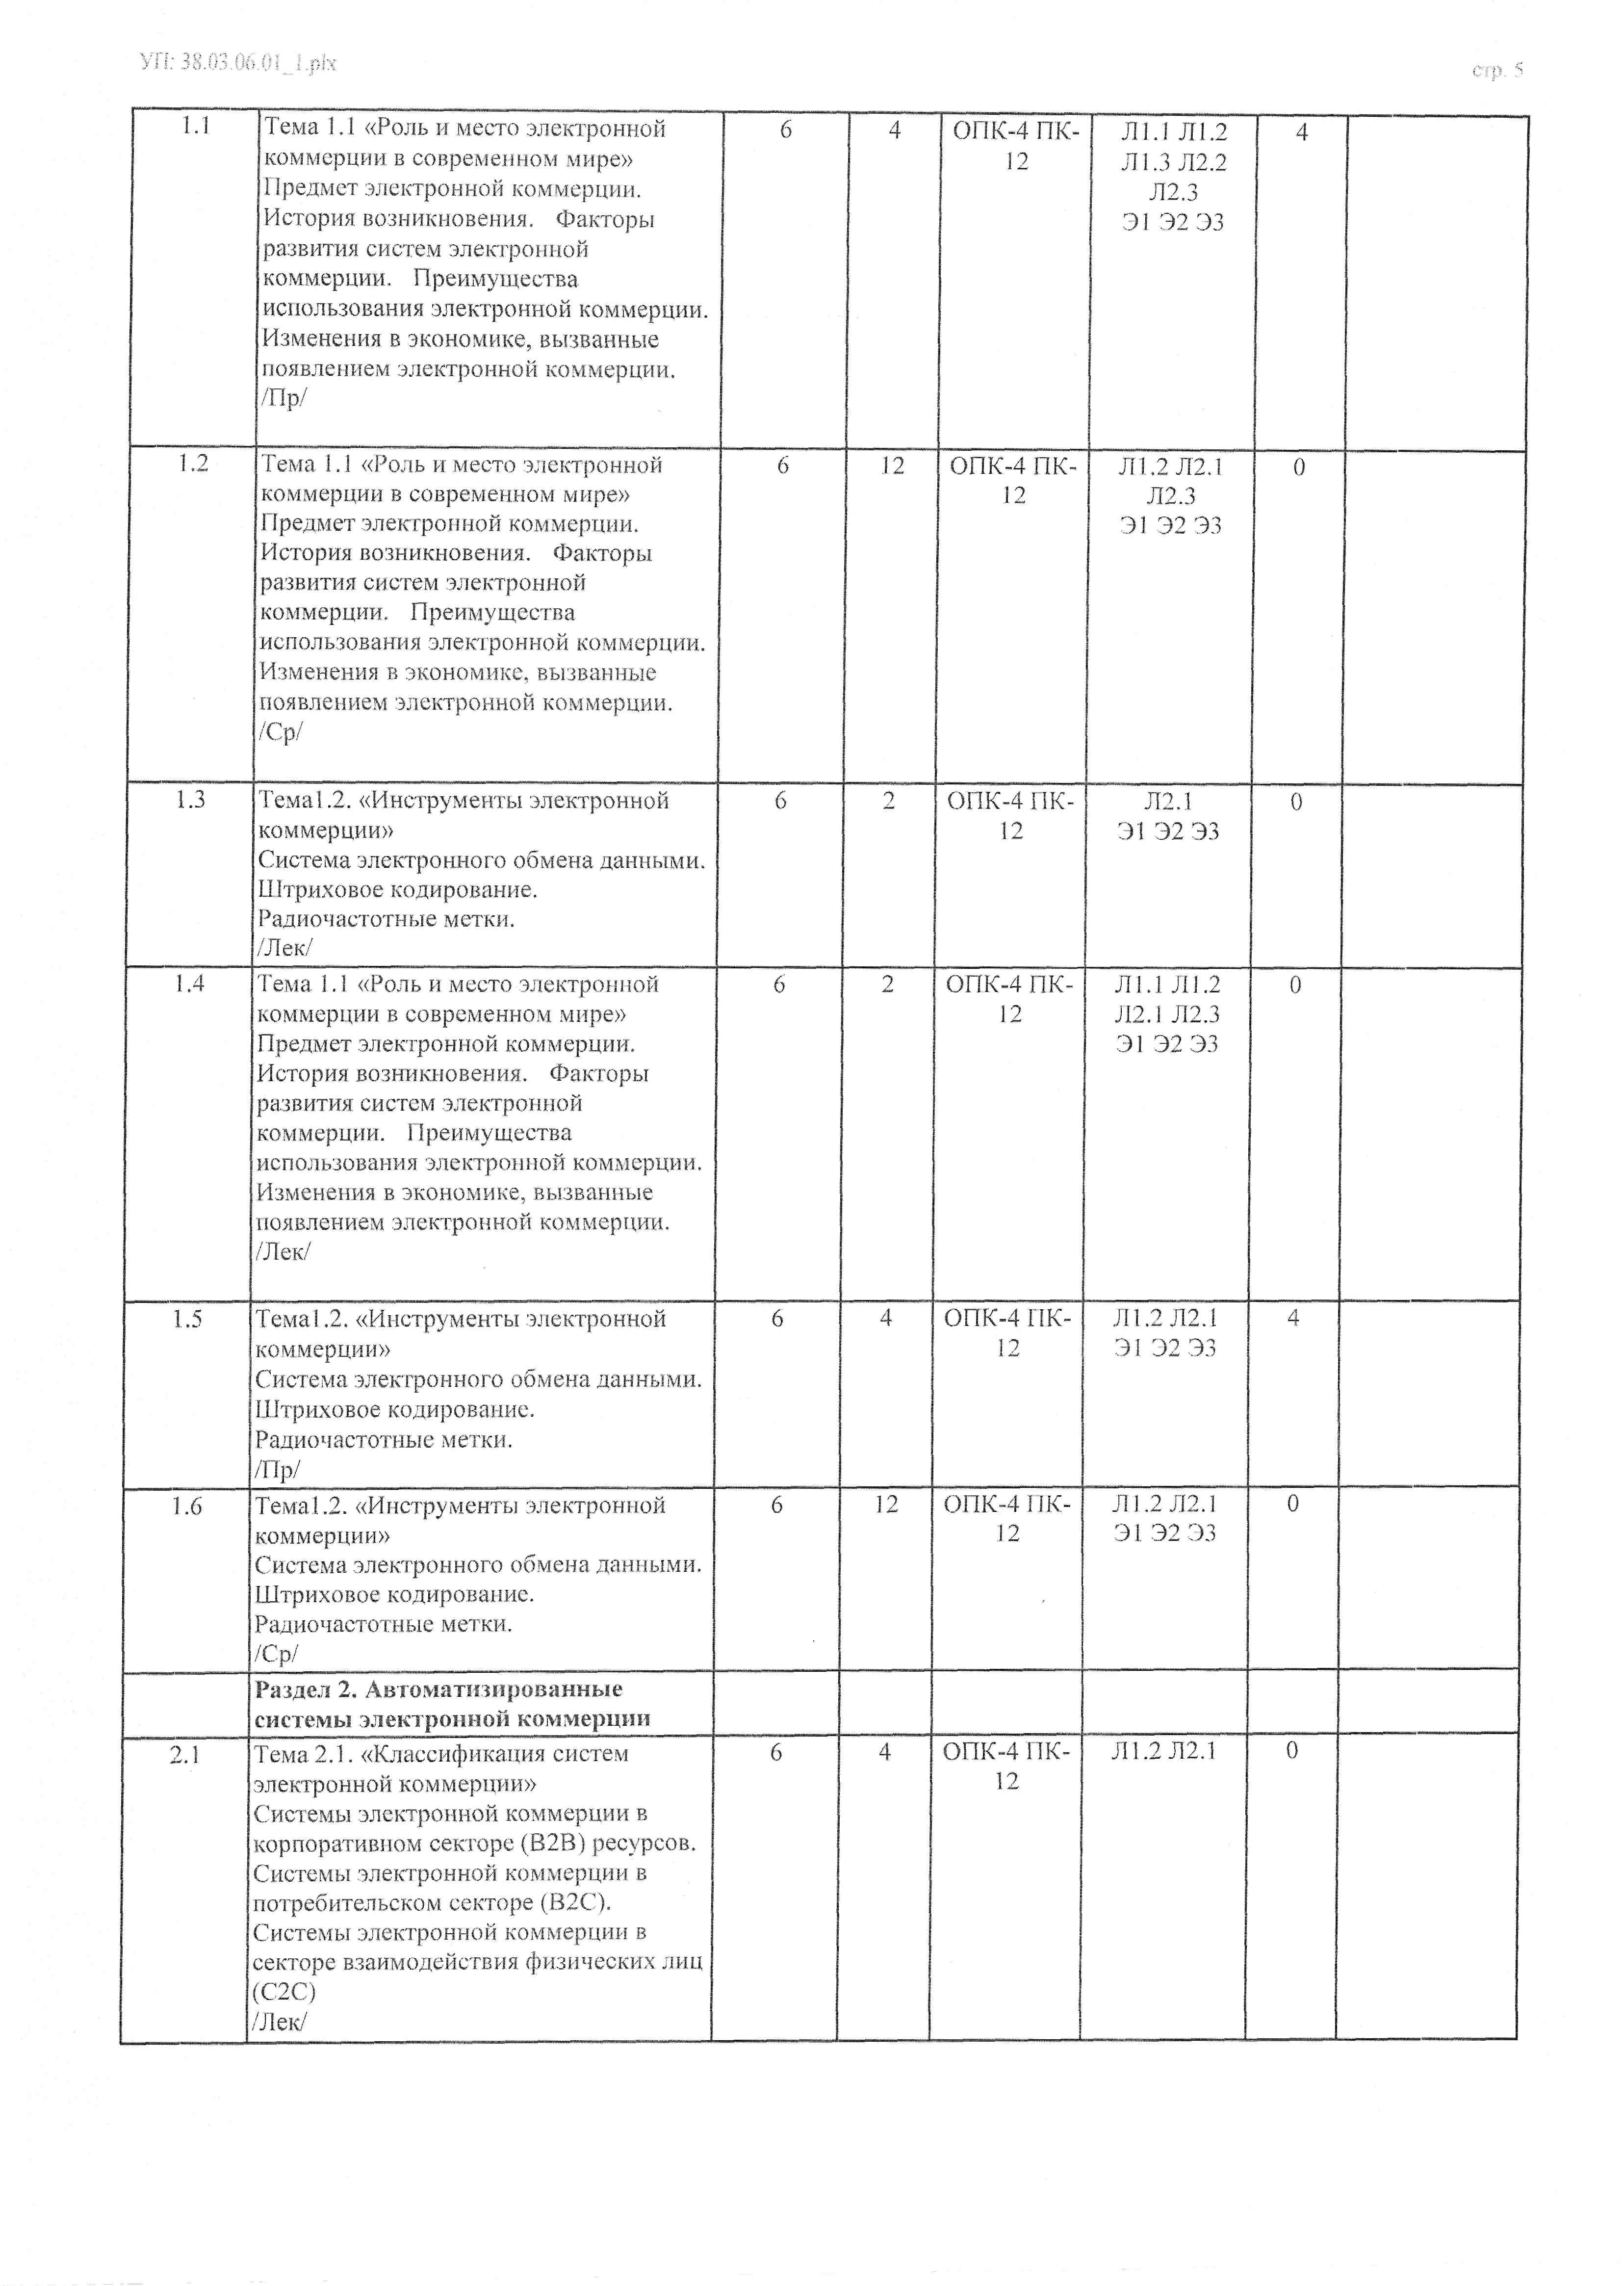 УП: 38.03.06.01_1.plx
стр. 5
1.1
Тема 1.1 «Роль и место электронной
коммерции в современном мире»
Предмет электронной коммерции.
История возникновения. Факторы
развития систем электронной
коммерции. Преимущества
использования электронной коммерции.
Изменения в экономике, вызванные
появлением электронной коммерции.
/Пр/
6
4
ОПК-4 ПК-
12
Л1.1 Л1.2
Л1.3 Л2.2
Л2.3
Э1 Э2 Э3
4
1.2
Тема 1.1 «Роль и место электронной
коммерции в современном мире»
Предмет электронной коммерции.
История возникновения. Факторы
развития систем электронной
коммерции. Преимущества
использования электронной коммерции.
Изменения в экономике, вызванные
появлением электронной коммерции.
/Ср/
6
12
ОПК-4 ПК-
12
Л1.2 Л2.1
Л2.3
Э1 Э2 Э3
0
1.3
Тема1.2. «Инструменты электронной
коммерции»
Система электронного обмена данными.
Штриховое кодирование.
Радиочастотные метки.
/Лек/
6
2
ОПК-4 ПК-
12
Л2.1
Э1 Э2 Э3
0
1.4
Тема 1.1 «Роль и место электронной
коммерции в современном мире»
Предмет электронной коммерции.
История возникновения. Факторы
развития систем электронной
коммерции. Преимущества
использования электронной коммерции.
Изменения в экономике, вызванные
появлением электронной коммерции.
/Лек/
6
2
ОПК-4 ПК-
12
Л1.1 Л1.2
Л2.1 Л2.3
Э1 Э2 Э3
0
1.5
Тема1.2. «Инструменты электронной
коммерции»
Система электронного обмена данными.
Штриховое кодирование.
Радиочастотные метки.
/Пр/
6
4
ОПК-4 ПК-
12
Л1.2 Л2.1
Э1 Э2 Э3
4
1.6
Тема1.2. «Инструменты электронной
коммерции»
Система электронного обмена данными.
Штриховое кодирование.
Радиочастотные метки.
/Ср/
6
12
ОПК-4 ПК-
12
Л1.2 Л2.1
Э1 Э2 Э3
0
Раздел 2. Автоматизированные
системы электронной коммерции
2.1
Тема 2.1. «Классификация систем
электронной коммерции»
Системы электронной коммерции в
корпоративном секторе (B2B) ресурсов.
Системы электронной коммерции в
потребительском секторе (B2C).
Системы электронной коммерции в
секторе взаимодействия физических лиц
(C2C)
/Лек/
6
4
ОПК-4 ПК-
12
Л1.2 Л2.1
0